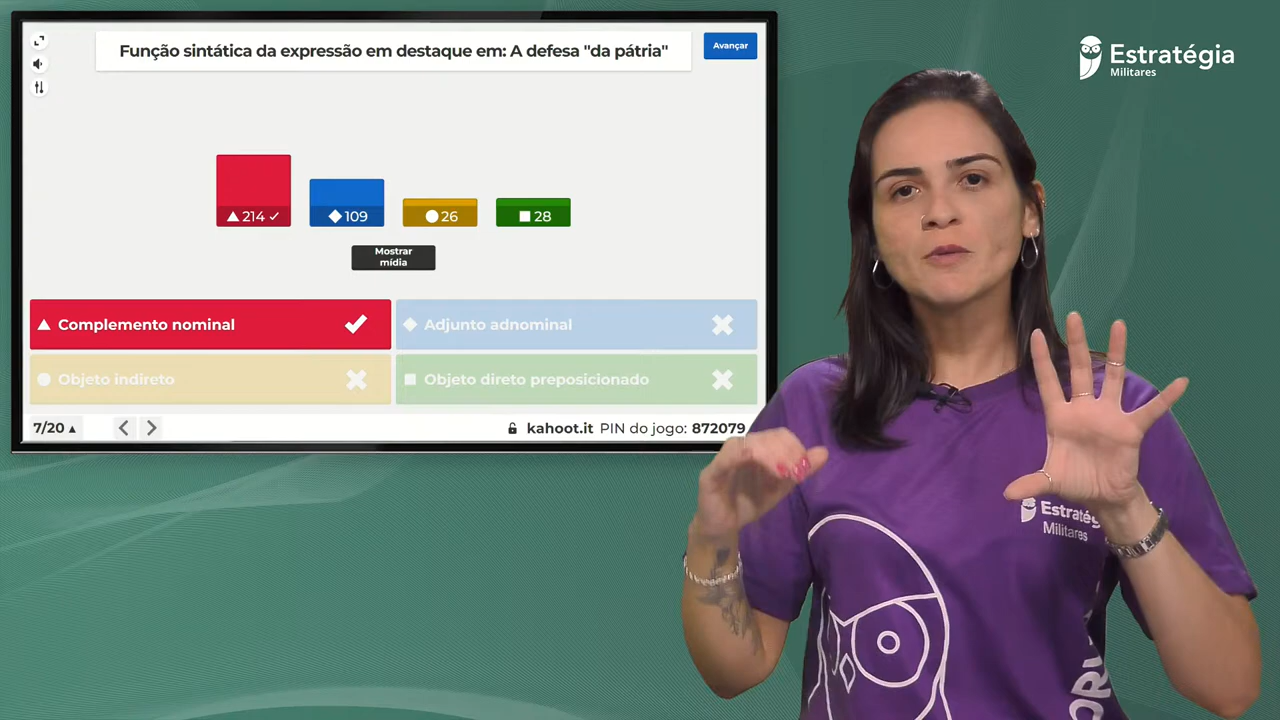 Função sintática da expressão em destaque em: A defesa "da pátria"
Avançar
Estratégia
Militares
214
109
26
28
Mostrar
mídia
Complemento nominal
Adjunto adnominal
Objeto indireto
Objeto direto preposicionado
7/20
kahoot.it PIN do jogo: 872079
Estratég
Militares